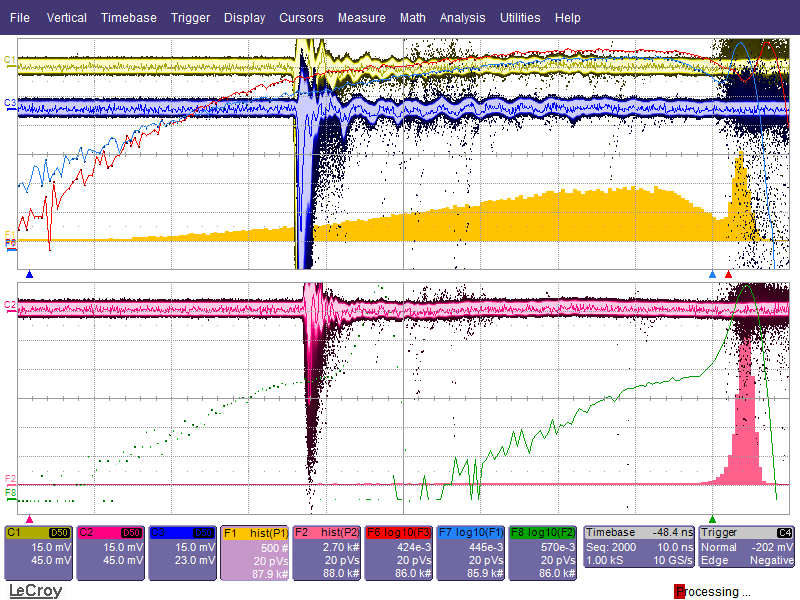 File Vertical Timebase Trigger Display Cursors Measure Math Analysis Utilities Help
C1
C3
F1
C2
F2
F8
C1 D50 C2 D50 D50 F1 hist(P1) F2 hist(P2) F6 log10(F3) F7 log10(F1) F8 log10(F2) Timebase -48.4 ns Trigger C4
15.0 mV 15.0 mV 15.0 mV 500 # 2.70 k# 424e-3 445e-3 570e-3 Seq: 2000 10.0 ns Normal -202 mV
45.0 mV 45.0 mV 23.0 mV 20 pVs 20 pVs 20 pVs 20 pVs 20 pVs 1.00 kS 10 GS/s Edge Negative
87.9 k# 88.0 k# 86.0 k# 85.9 k# 86.0 k#
LeCroy Processing ...